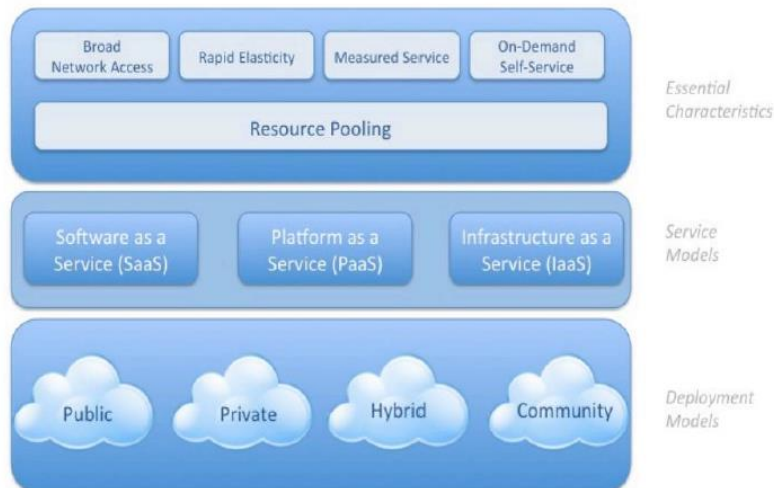 Broad
Network Access
Rapid Elasticity
Measured Service
On-Demand
Self-Service
Resource Pooling
Essential
Characteristics
Software as a
Service (SaaS)
Platform as a
Service (PaaS)
Infrastructure as a
Service (IaaS)
Service
Models
Public
Private
Hybrid
Community
Deployment
Models